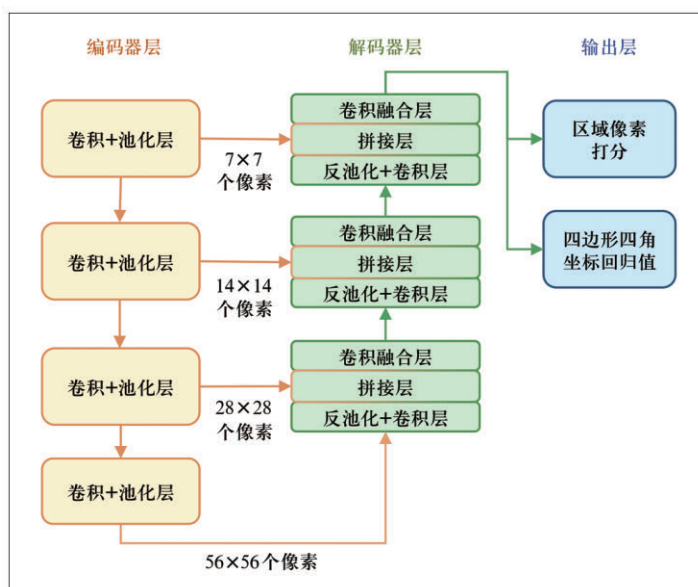 编码器层
解码器层
输出层
卷积+池化层
7×7
个像素
卷积融合层
拼接层
反池化+卷积层
区域像素
打分
卷积+池化层
14×14
个像素
卷积融合层
拼接层
反池化+卷积层
四边形四角
坐标回归值
卷积+池化层
28×28
个像素
卷积融合层
拼接层
反池化+卷积层
卷积+池化层
56×56个像素